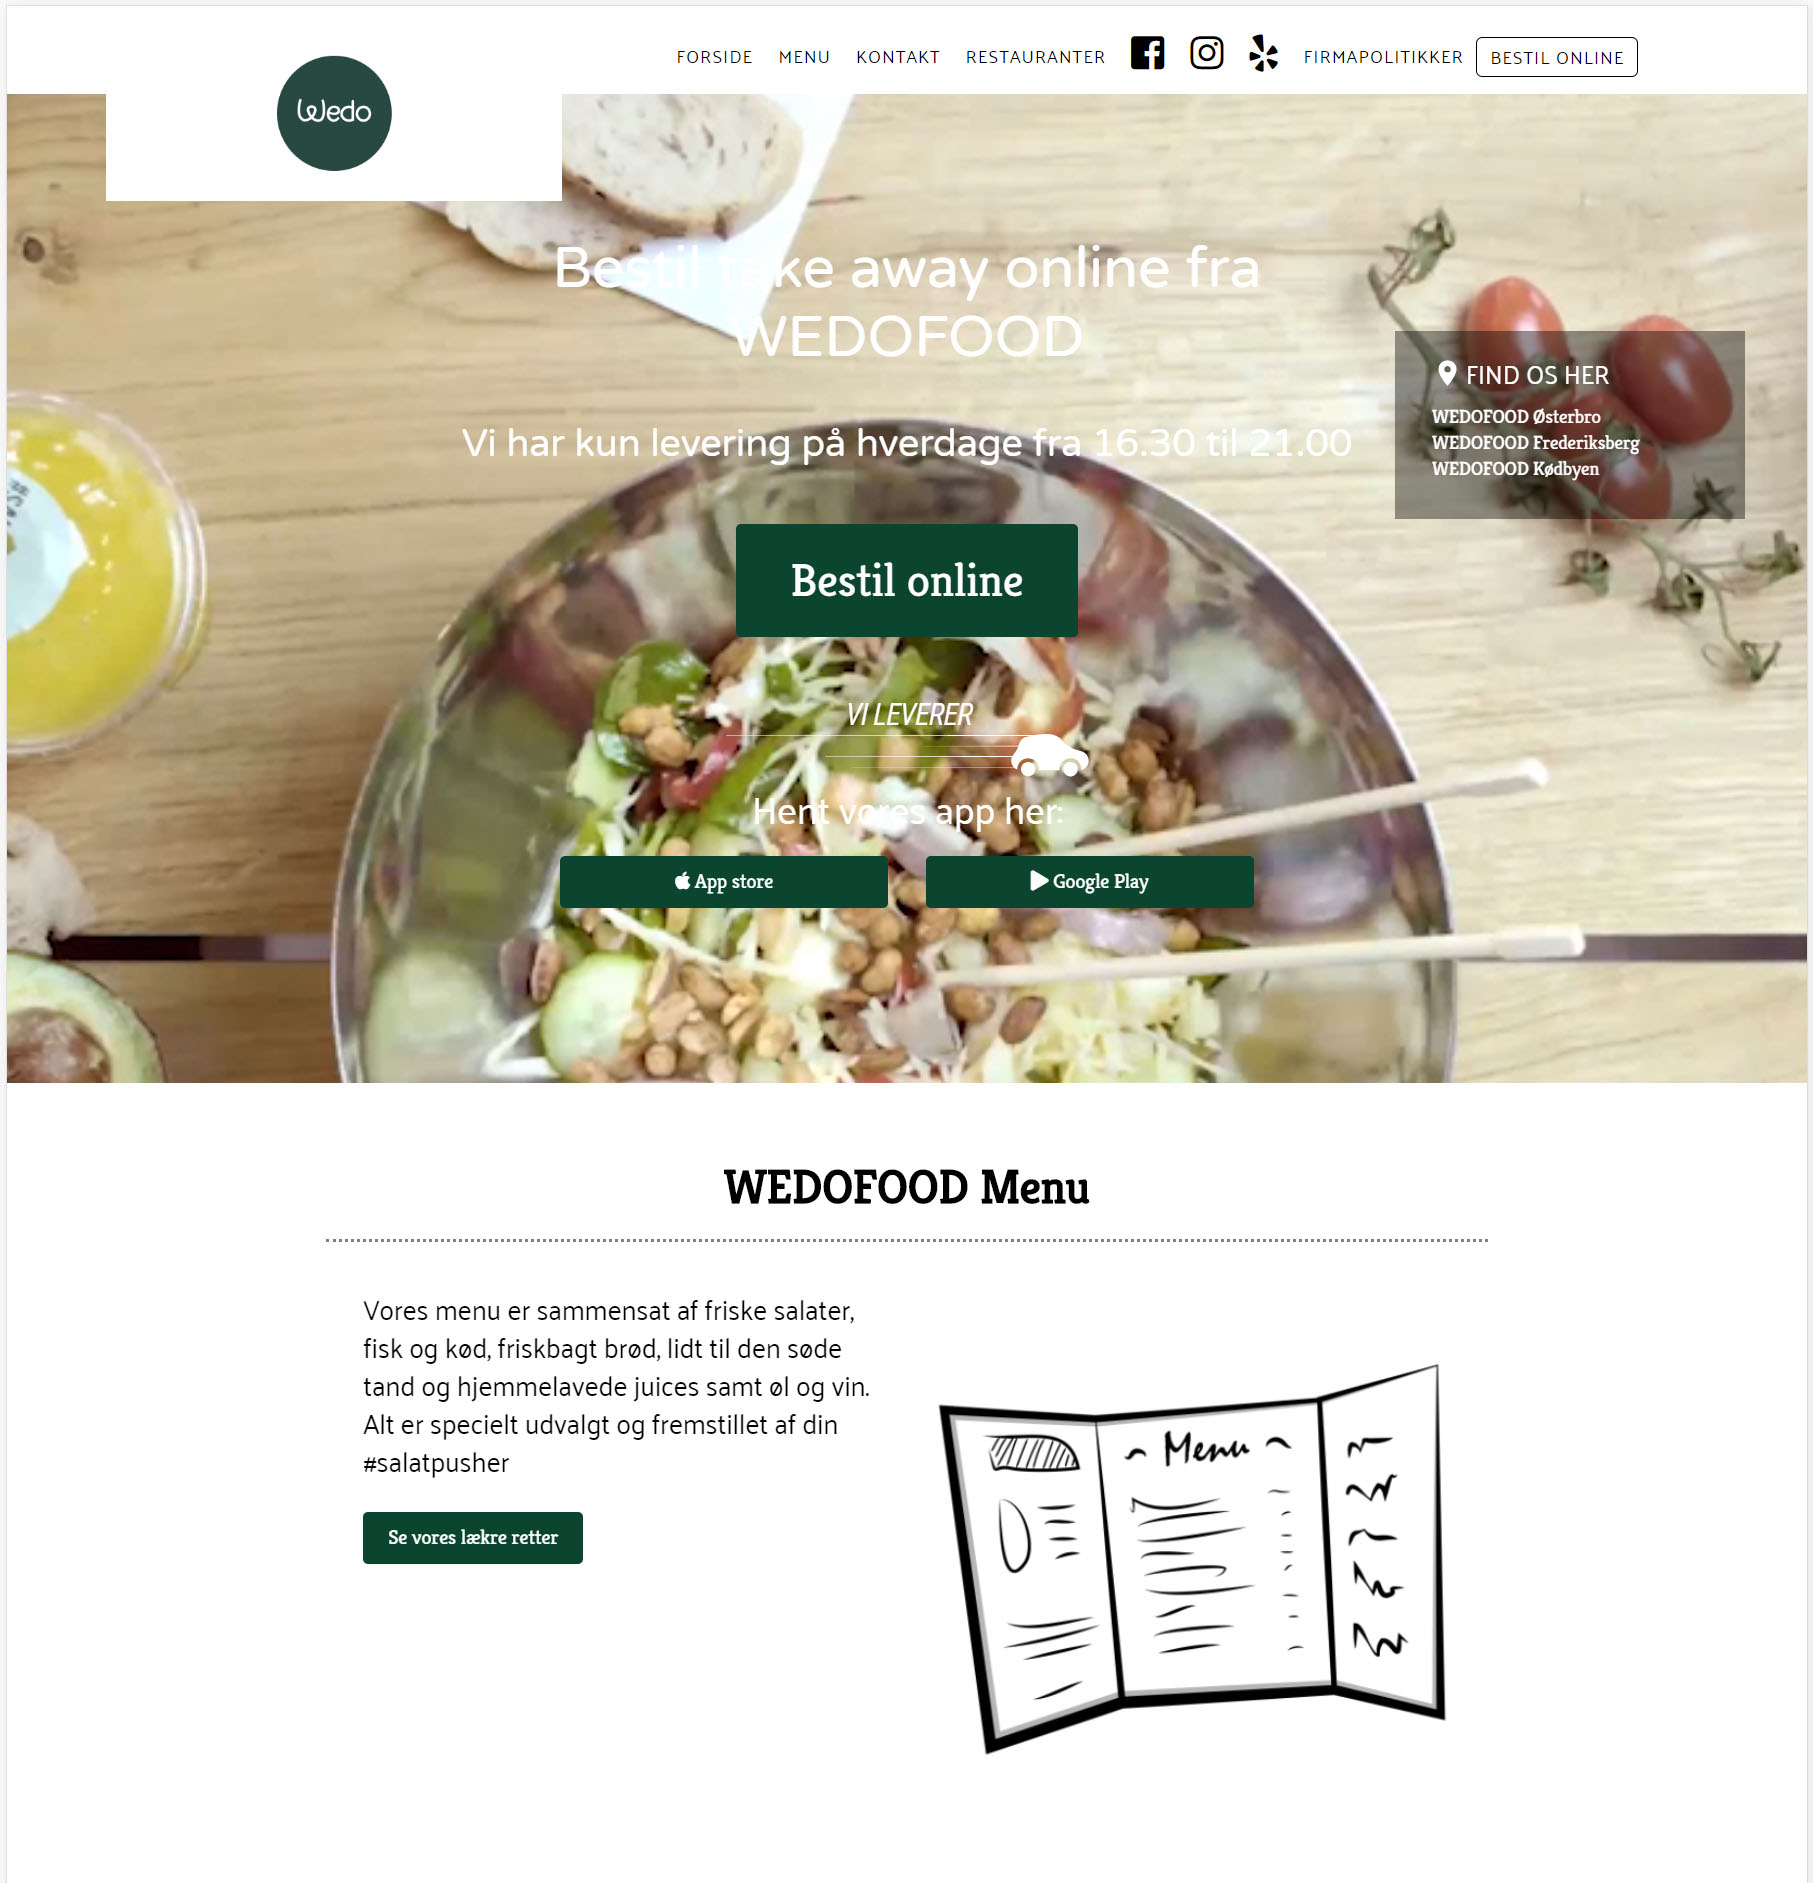 FORSIDE MENU KONTAKT RESTAURANTER FIRMAPOLITIKKER BESTIL ONLINE
Wedo
Bestil take away online fra
WEDOFOOD
Vi har kun levering på hverdage fra 16.30 til 21.00
FIND OS HER
WEDOFOOD Østerbro
WEDOFOOD Frederiksberg
WEDOFOOD Kødbyen
Bestil online
VI LEVERER
Hent vores app her:
App store
Google Play
WEDOFOOD Menu
Vores menu er sammensat af friske salater,
fisk og kød, friskbagt brød, lidt til den søde
tand og hjemmelavede juices samt øl og vin.
Alt er specielt udvalgt og fremstillet af din
#salatpusher
Se vores lækre retter
Menu